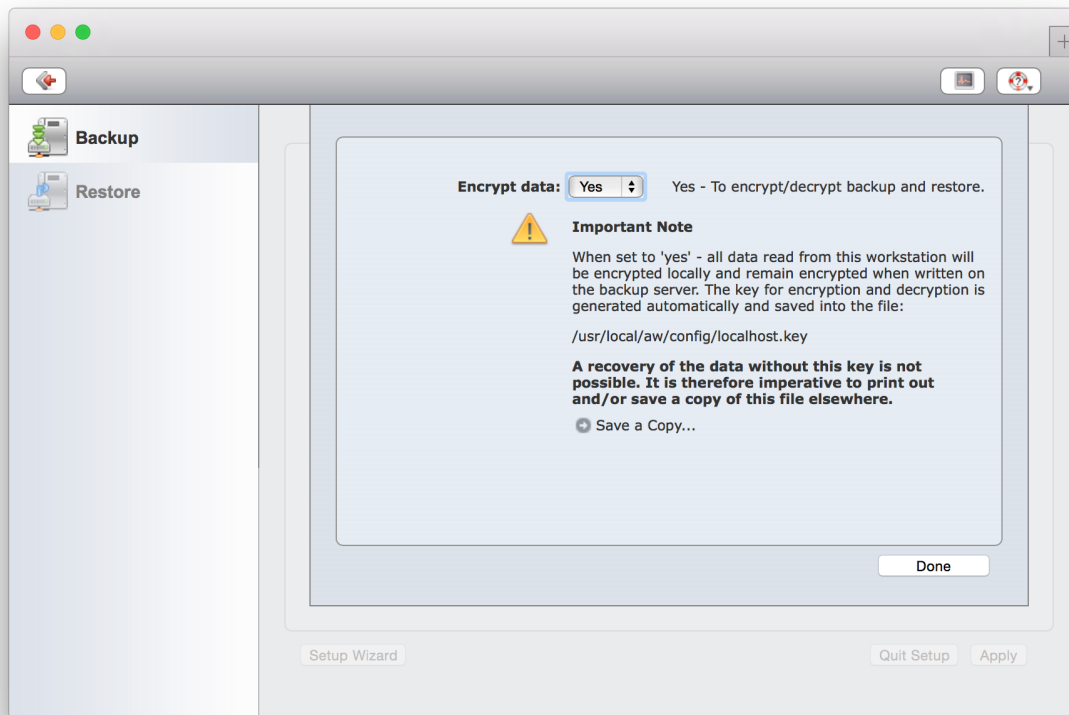 Backup
Restore
Encrypt data: Yes Yes - To encrypt/decrypt backup and restore.
Important Note
When set to 'yes' - all data read from this workstation will
be encrypted locally and remain encrypted when written on
the backup server. The key for encryption and decryption is
generated automatically and saved into the file:
/usr/local/aw/config/localhost.key
A recovery of the data without this key is not
possible. It is therefore imperative to print out
and/or save a copy of this file elsewhere.
Save a Copy...
Done
Setup Wizard Quit Setup Apply